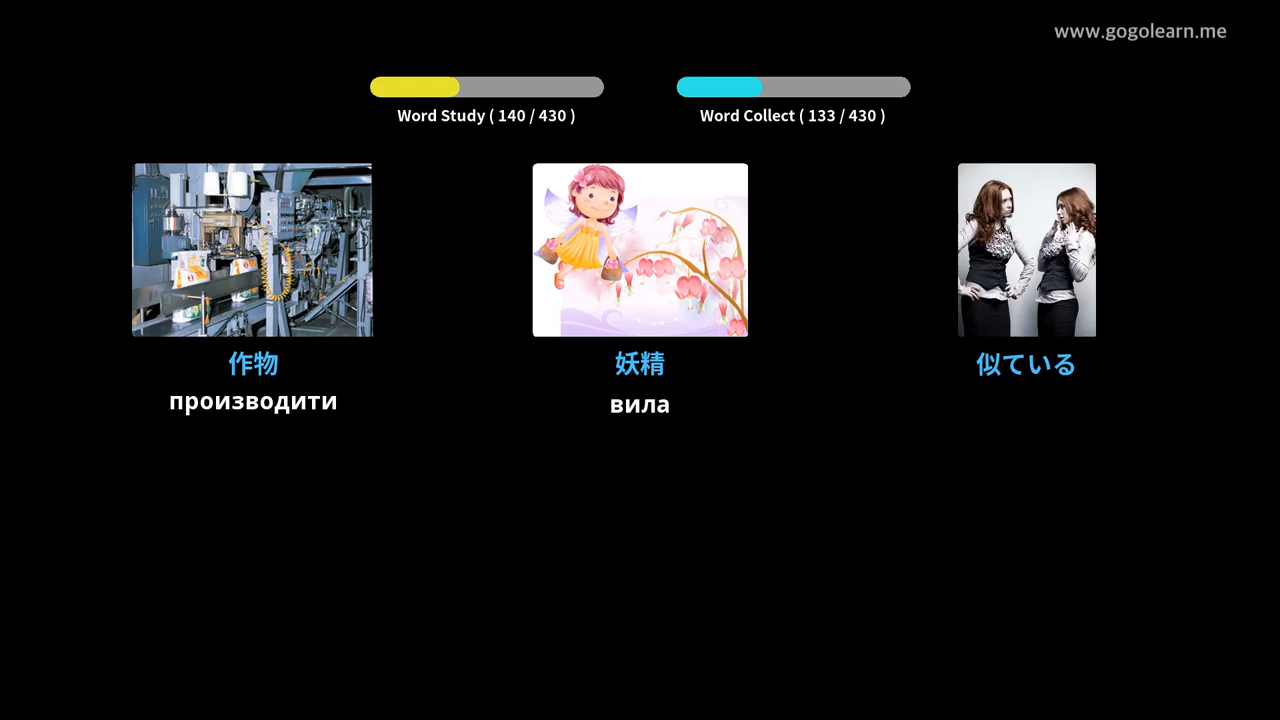 www.gogolearn.me
Word Study ( 140 / 430 )
Word Collect ( 133 / 430 )
作物
производити
妖精
вила
似ている